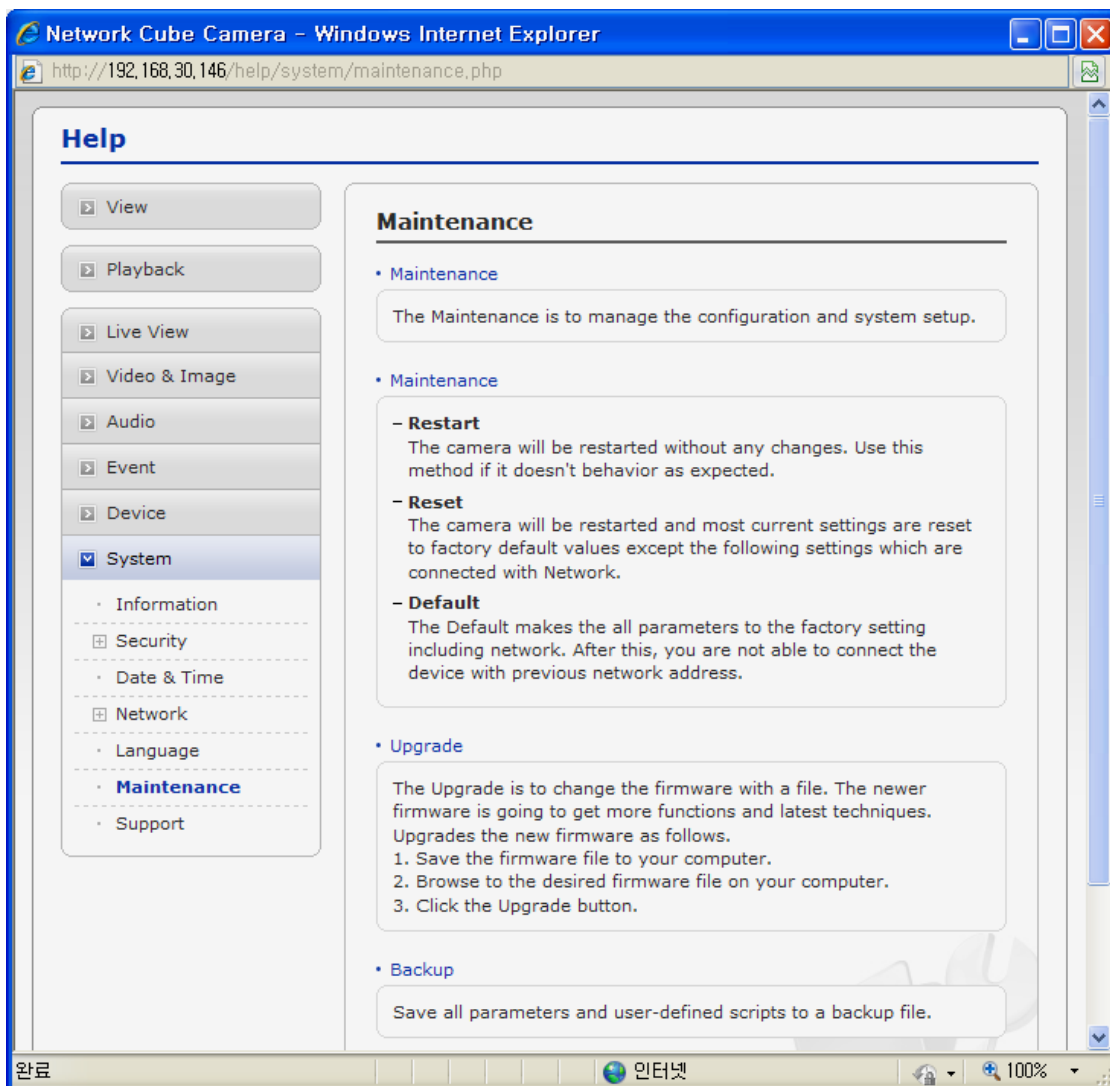 Network Cube Camera - Windows Internet Explorer
http://192,168,30,146/help/system/maintenance,php
Help
View
Playback
Live View
Video & Image
Audio
Event
Device
System
· Information
Security
· Date & Time
Network
· Language
· Maintenance
· Support
Maintenance
• Maintenance
The Maintenance is to manage the configuration and system setup.
• Maintenance
– Restart
The camera will be restarted without any changes. Use this
method if it doesn't behavior as expected.
– Reset
The camera will be restarted and most current settings are reset
to factory default values except the following settings which are
connected with Network.
– Default
The Default makes the all parameters to the factory setting
including network. After this, you are not able to connect the
device with previous network address.
• Upgrade
The Upgrade is to change the firmware with a file. The newer
firmware is going to get more functions and latest techniques.
Upgrades the new firmware as follows.
1. Save the firmware file to your computer.
2. Browse to the desired firmware file on your computer.
3. Click the Upgrade button.
• Backup
Save all parameters and user-defined scripts to a backup file.
완료
인터넷
100%